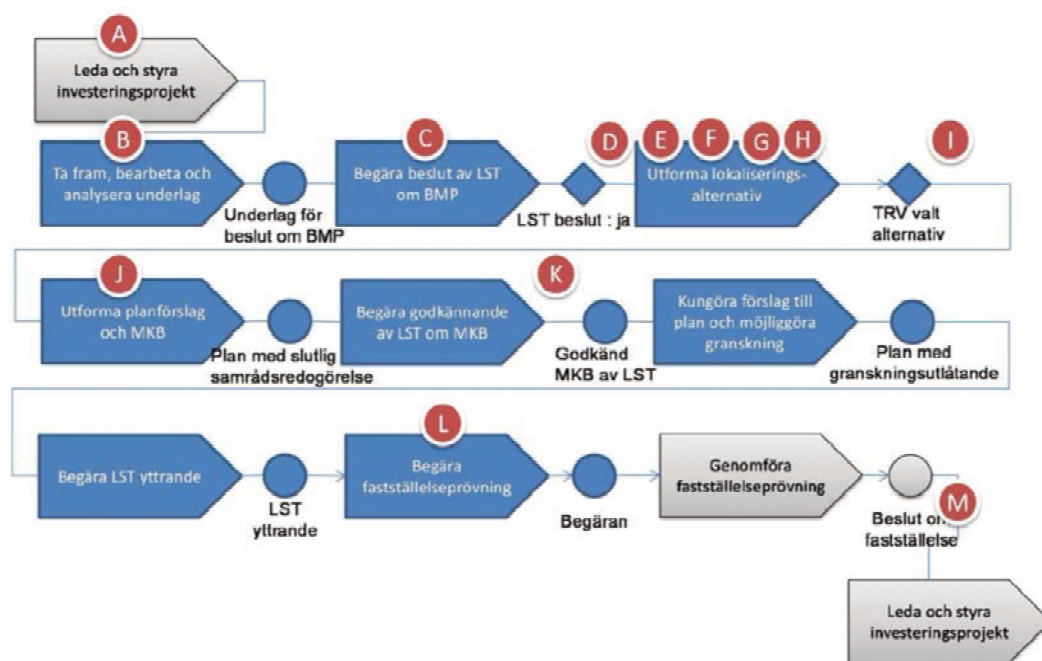 A
Leda och styra
investeringsprojekt
B
Ta fram, bearbeta och
analysera underlag
Underlag för
beslut om BMP
C
Begära beslut av LST
om BMP
D
LST beslut : ja
E
F
G
H
Utforma lokaliserings-
alternativ
I
TRV valt
alternativ
J
Utforma planförslag
och MKB
Plan med slutlig
samrådsredogörelse
Begära godkännande
av LST om MKB
K
Godkänd
MKB av LST
Kungöra förslag till
plan och möjliggöra
granskning
Plan med
granskningsutlåtande
Begära LST yttrande
LST
yttrande
L
Begära
fastställelseprövning
Begäran
Genomföra
fastställelseprövning
M
Beslut om
fastställelse
Leda och styra
investeringsprojekt